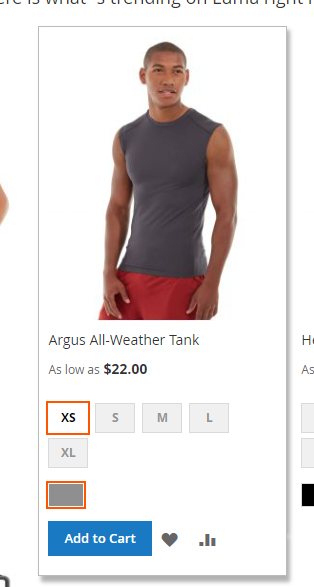 ere is what`s trending on Luma right
Argus All-Weather Tank
As low as $22.00
XS S M L
XL
Add to Cart
As